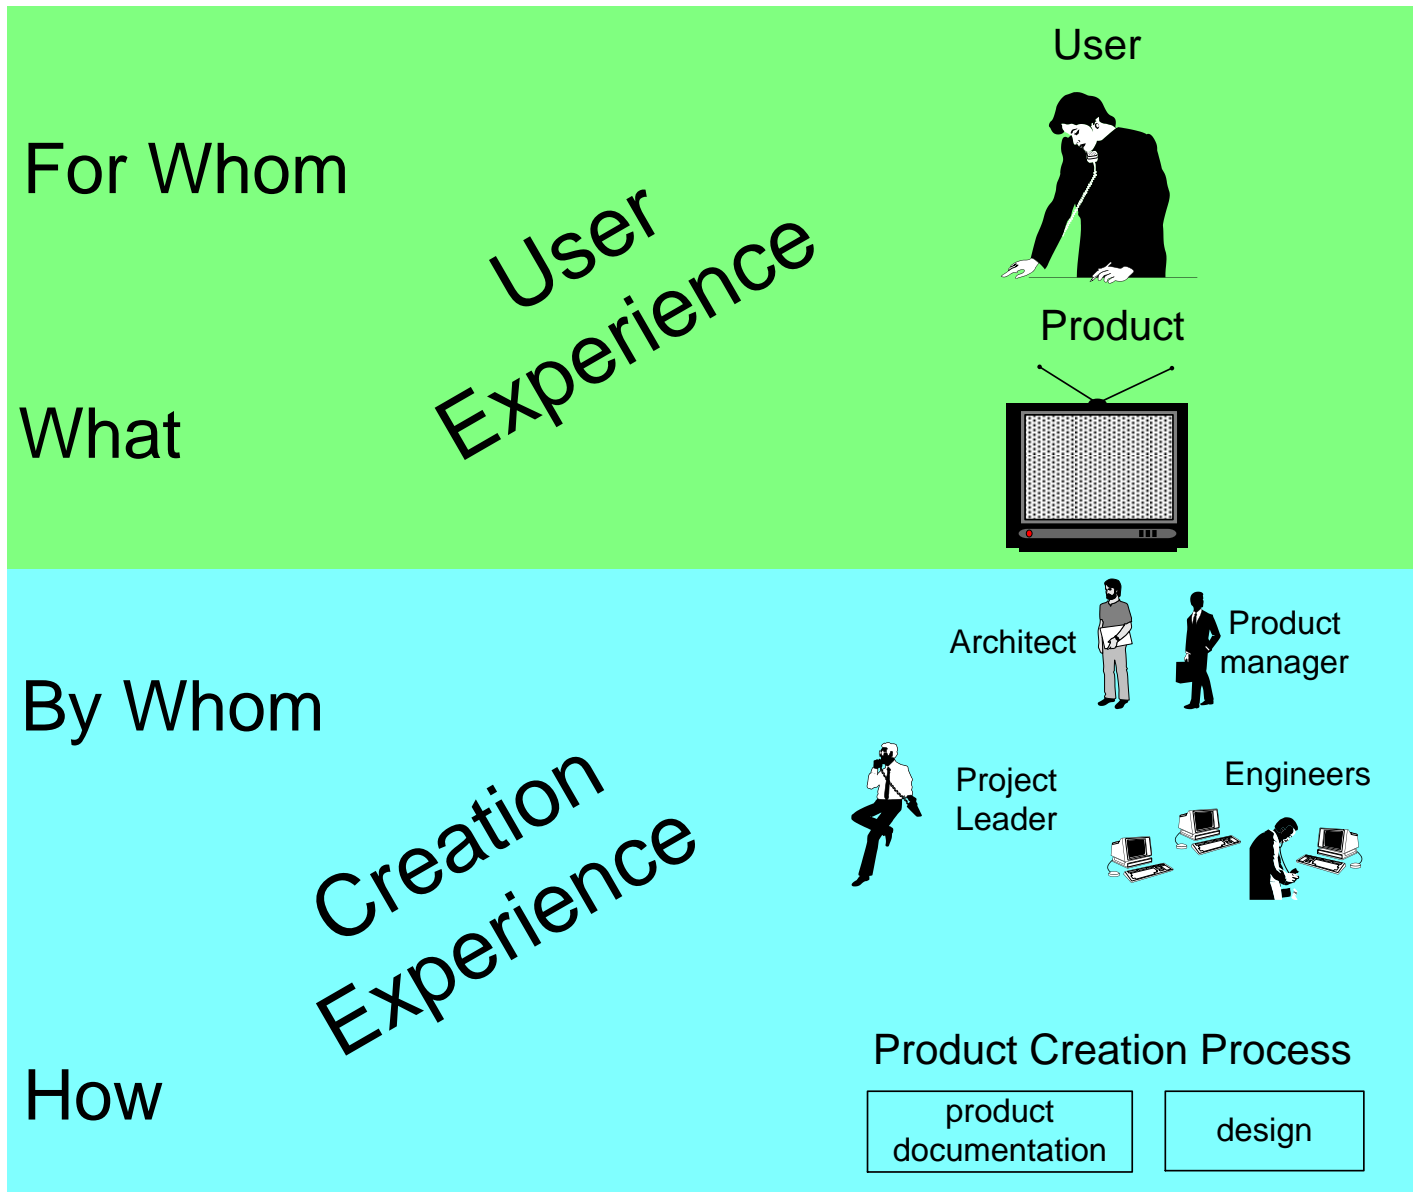 User
For Whom
User
Experience
Product
What
Architect
Product
manager
By Whom
Project
Leader
Engineers
Creation
Experience
Product Creation Process
How
product
documentation
design